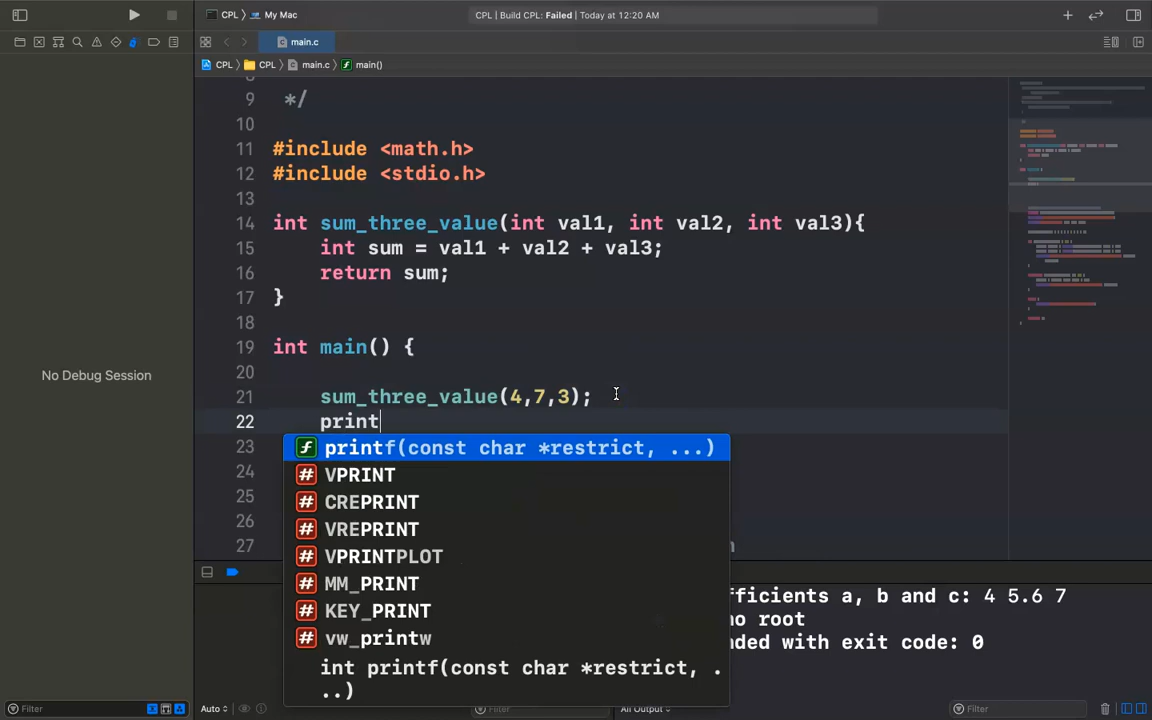 CPL 〉 My Mac
CPL | Build CPL: Failed | Today at 12:20 AM
main.c
CPL 〉 CPL 〉 main.c 〉 main()
9 */
10
11 #include <math.h>
12 #include <stdio.h>
13
14 int sum_three_value(int val1, int val2, int val3){
15 int sum = val1 + val2 + val3;
16 return sum;
17 }
18
19 int main() {
20
21 sum_three_value(4,7,3);
22 print
23
24
25
26
27
No Debug Session
printf(const char *restrict, ...)
VPRINT
CREPRINT
VREPRINT
VPRINTPLOT
MM_PRINT
KEY_PRINT
vw_printw
int printf(const char *restrict, .
..)
fficients a, b and c: 4 5.6 7
no root
nded with exit code: 0
Filter
Auto
Filter
All Output
Filter